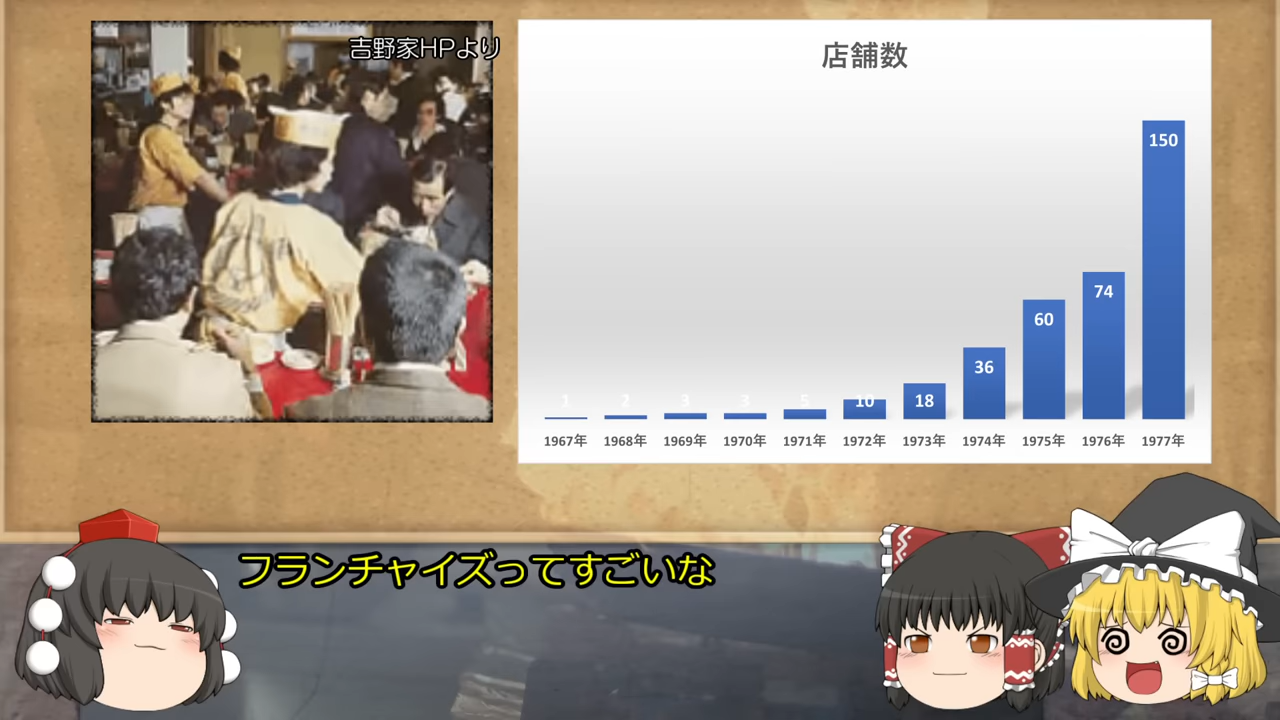 吉野家HPより
店舗数
1 2 3 3 5 10 18 36 60 74 150
1967年 1968年 1969年 1970年 1971年 1972年 1973年 1974年 1975年 1976年 1977年
フランチャイズってすごいな